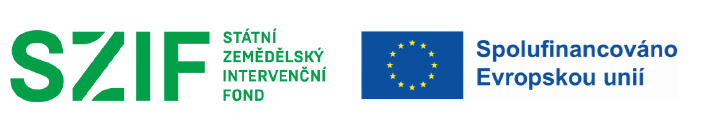 SZIF
STÁTNÍ
ZEMĚDĚLSKÝ
INTERVENČNÍ
FOND
Spolufinancováno
Evropskou unií